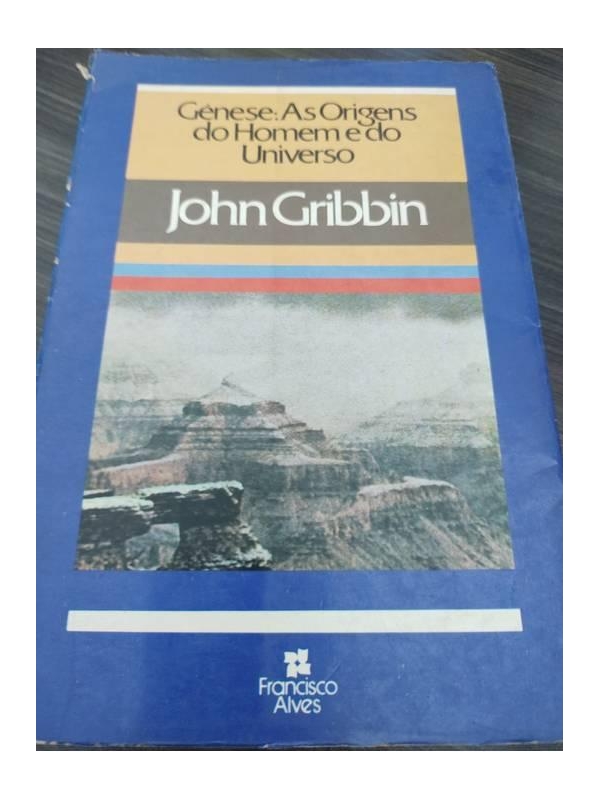 Gênese: As Origens
do Homem e do
Universo
John Gribbin
Francisco
Alves